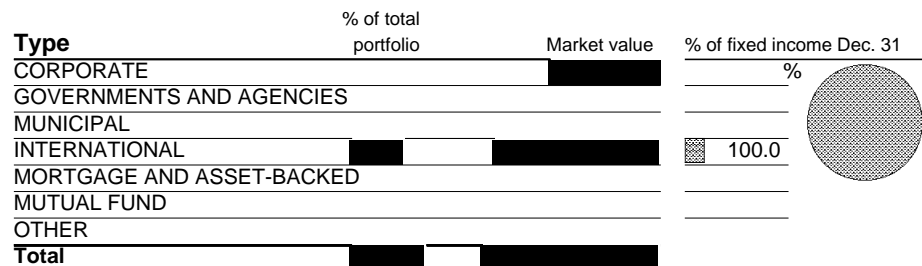 % of total
Type portfolio Market value % of fixed income Dec. 31
CORPORATE %
GOVERNMENTS AND AGENCIES
MUNICIPAL
INTERNATIONAL 100.0
MORTGAGE AND ASSET-BACKED
MUTUAL FUND
OTHER
Total